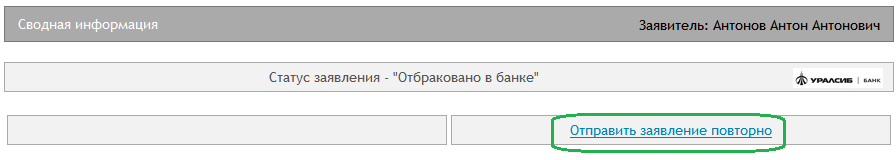 Сводная информация
Заявитель: Антонов Антон Антонович
Статус заявления - "Отбраковано в банке"
УРАЛСИБ | БАНК
Отправить заявление повторно